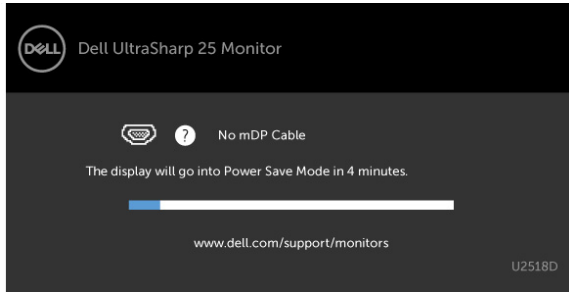 DELL
Dell UltraSharp 25 Monitor
? No mDP Cable
The display will go into Power Save Mode in 4 minutes.
www.dell.com/support/monitors
U2518D